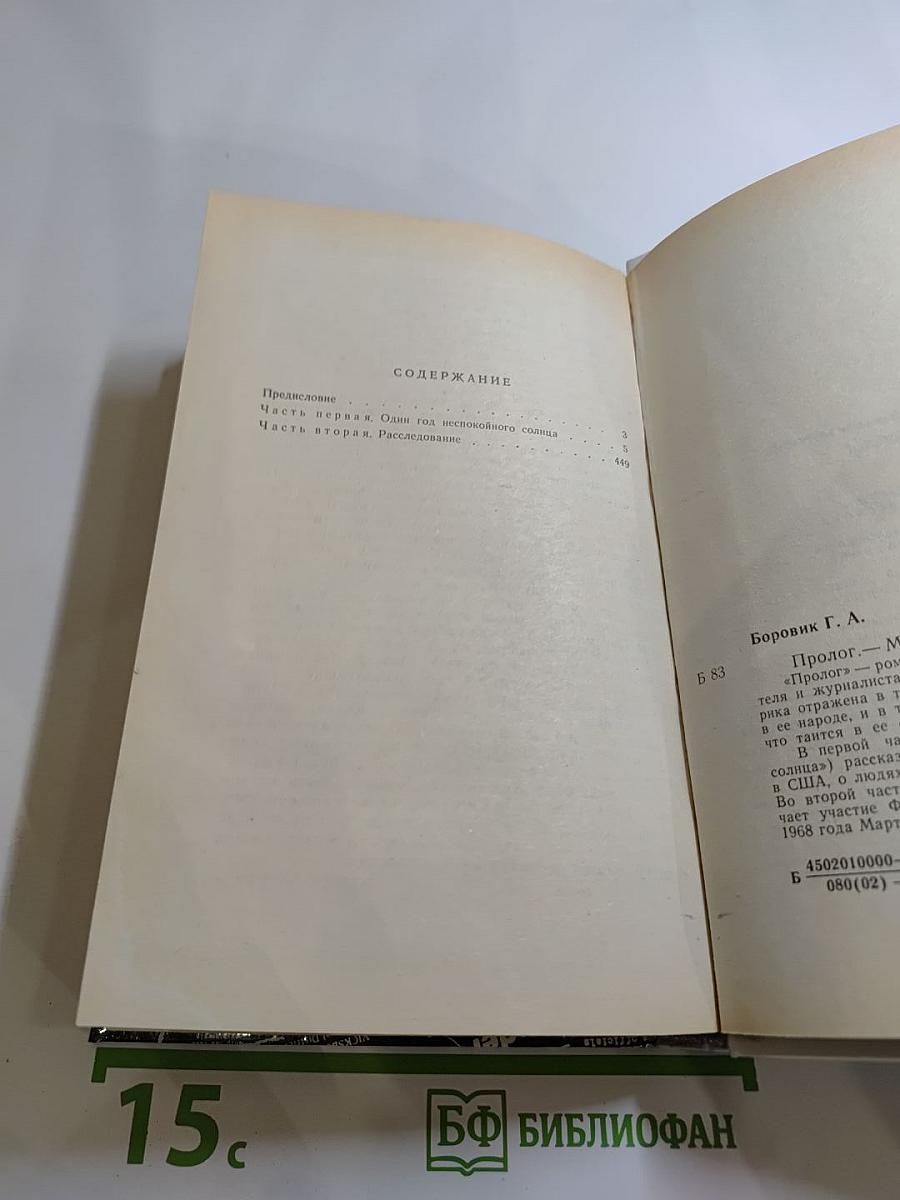 СОДЕРЖАНИЕ
Предисловие . . . . . . . . . . . . . . . 3
Часть первая. Один год неспокойного солнца . . . . 5
Часть вторая. Расследование . . . . . . . . . . 449
Боровик Г. А.
Б 83
Пролог.— М
«Пролог» — ром
теля и журналиста
рика отражена в т
в ее народе, и в т
что таится в ее
В первой ча
солнца») рассказ
в США, о людях
Во второй част
чает участие Ф
1968 года Март
Б 4502010000—
080(02) —
officials
15 с
БФ БИБЛИОФАН